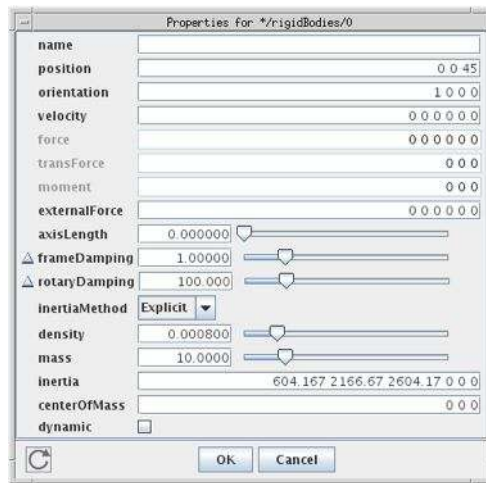 Properties for */rigidBodies/0
name
position 0 0 45
orientation 1 0 0 0
velocity 0 0 0 0 0 0
force 0 0 0 0 0 0
transForce 0 0 0
moment 0 0 0
externalForce 0 0 0 0 0 0
axisLength 0.000000
frameDamping 1.00000
rotaryDamping 100.000
inertiaMethod Explicit
density 0.000800
mass 10.0000
inertia 604.167 2166.67 2604.17 0 0 0
centerOfMass 0 0 0
dynamic
OK Cancel